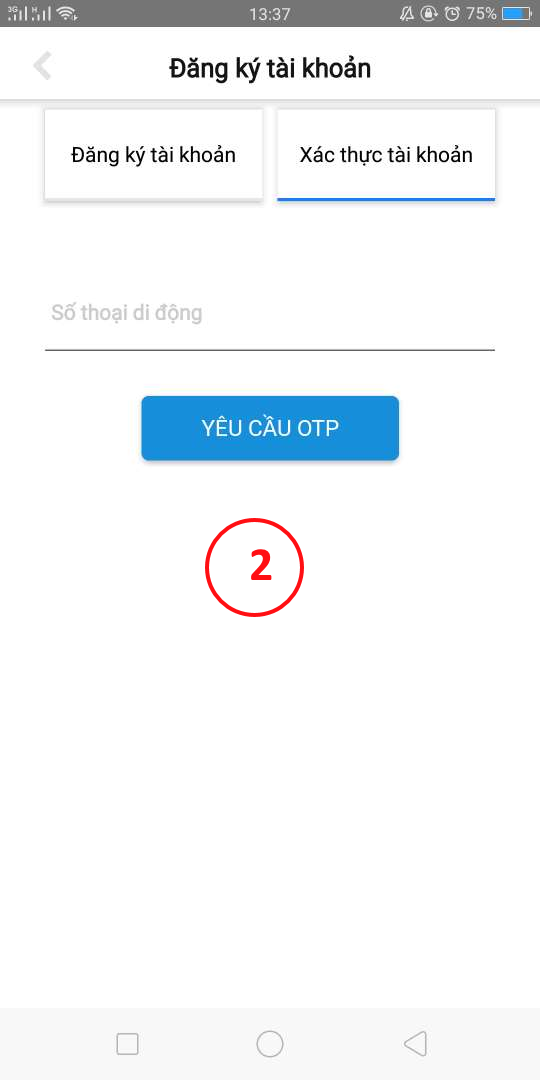 3G H 13:37 75%
Đăng ký tài khoản
Đăng ký tài khoản Xác thực tài khoản
Số thoại di động
YÊU CẦU OTP
2